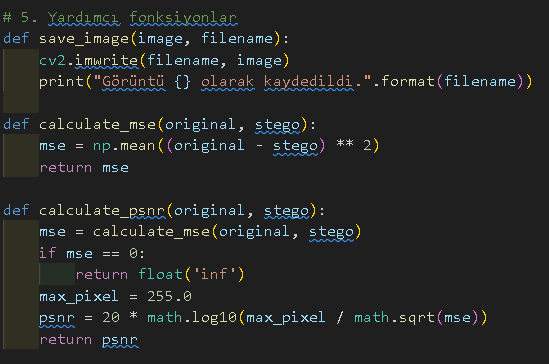 # 5. Yardımcı fonksiyonlar
def save_image(image, filename):
    cv2.imwrite(filename, image)
    print("Görüntü {} olarak kaydedildi.".format(filename))

def calculate_mse(original, stego):
    mse = np.mean((original - stego) ** 2)
    return mse

def calculate_psnr(original, stego):
    mse = calculate_mse(original, stego)
    if mse == 0:
        return float('inf')
    max_pixel = 255.0
    psnr = 20 * math.log10(max_pixel / math.sqrt(mse))
    return psnr